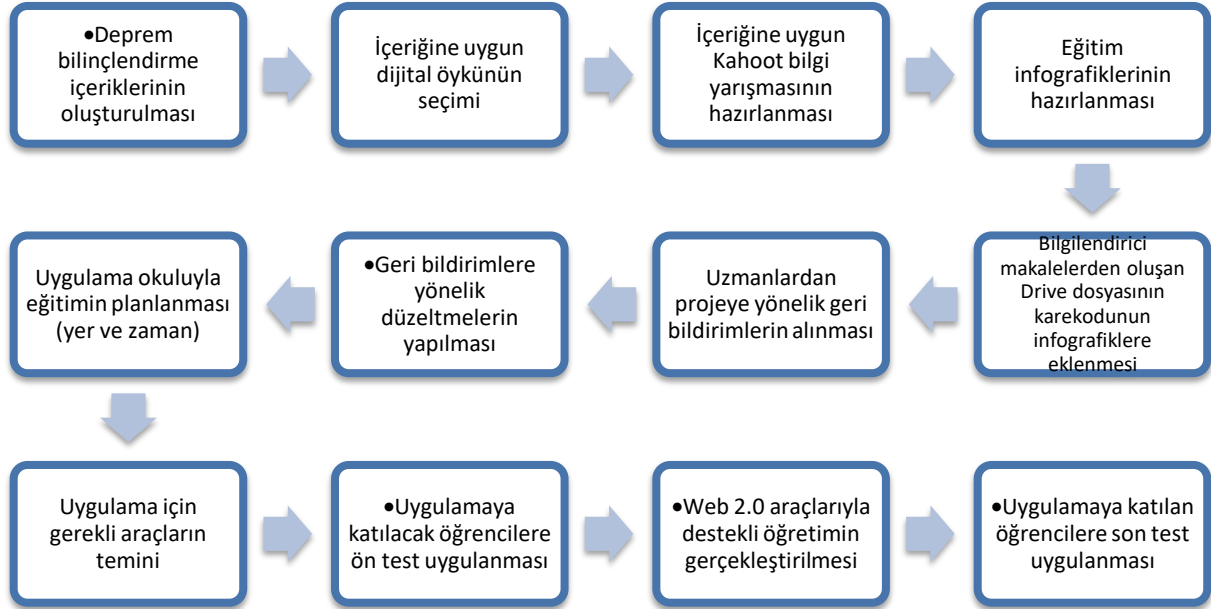 •Deprem
bilinçlendirme
içeriklerinin
oluşturulması
İçeriğine uygun
dijital öykünün
seçimi
İçeriğine uygun
Kahoot bilgi
yarışmasının
hazırlanması
Eğitim
infografiklerinin
hazırlanması
Bilgilendirici
makalelerden oluşan
Drive dosyasının
karekodunun
infografiklere
eklenmesi
Uzmanlardan
projeye yönelik geri
bildirimlerin alınması
•Geri bildirimlere
yönelik
düzeltmelerin
yapılması
Uygulama okuluyla
eğitimin planlanması
(yer ve zaman)
Uygulama için
gerekli araçların
temini
•Uygulamaya
katılacak öğrencilere
ön test uygulanması
•Web 2.0 araçlarıyla
destekli öğretimin
gerçekleştirilmesi
•Uygulamaya katılan
öğrencilere son test
uygulanması